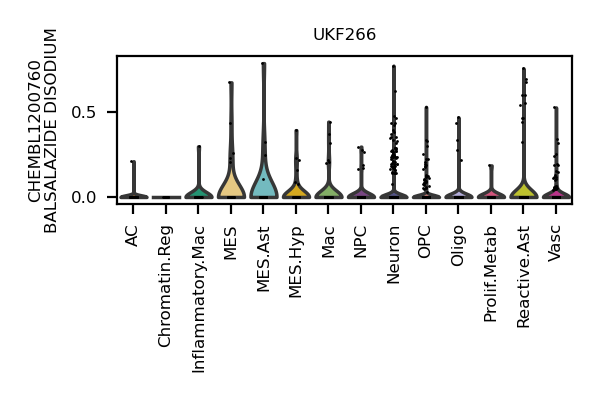 UKF266
CHEMBL1200760
BALSALAZIDE DISODIUM
0.5
0.0
AC
Chromatin.Reg
Inflammatory.Mac
MES
MES.Ast
MES.Hyp
Mac
NPC
Neuron
OPC
Oligo
Prolif.Metab
Reactive.Ast
Vasc